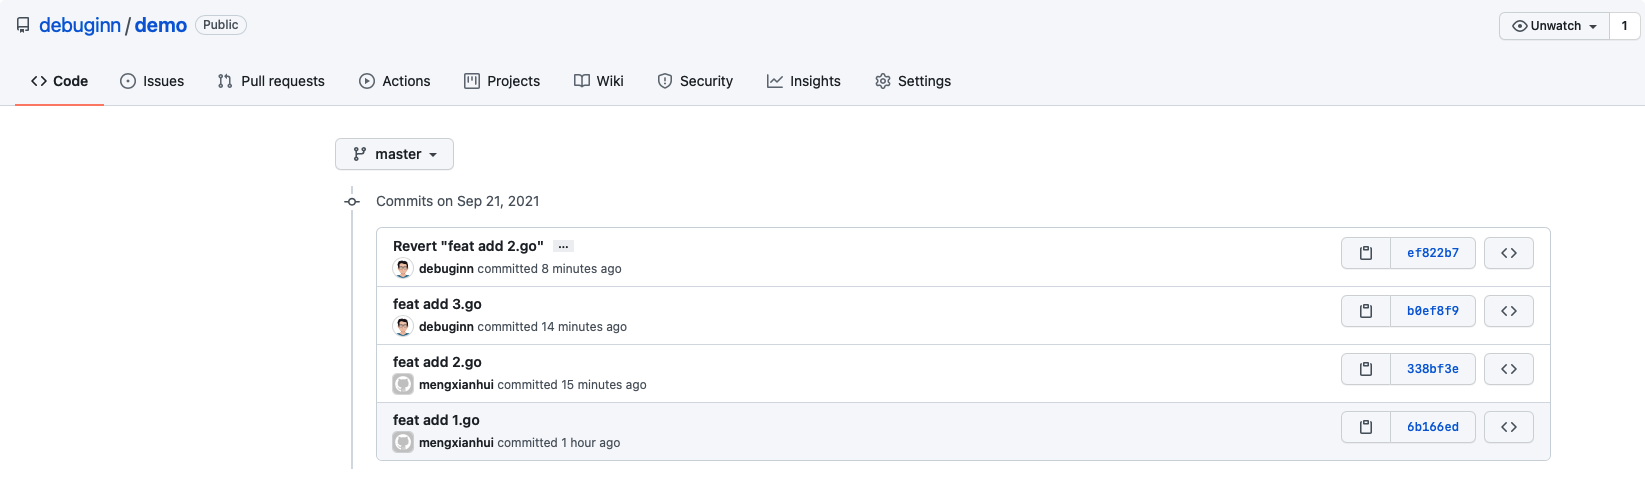 debuginn / demo Public Unwatch 1
Code Issues Pull requests Actions Projects Wiki Security Insights Settings
master
Commits on Sep 21, 2021
Revert "feat add 2.go" ... ef822b7
debuginn committed 8 minutes ago
feat add 3.go b0ef8f9
debuginn committed 14 minutes ago
feat add 2.go 338bf3e
mengxianhui committed 15 minutes ago
feat add 1.go 6b166ed
mengxianhui committed 1 hour ago